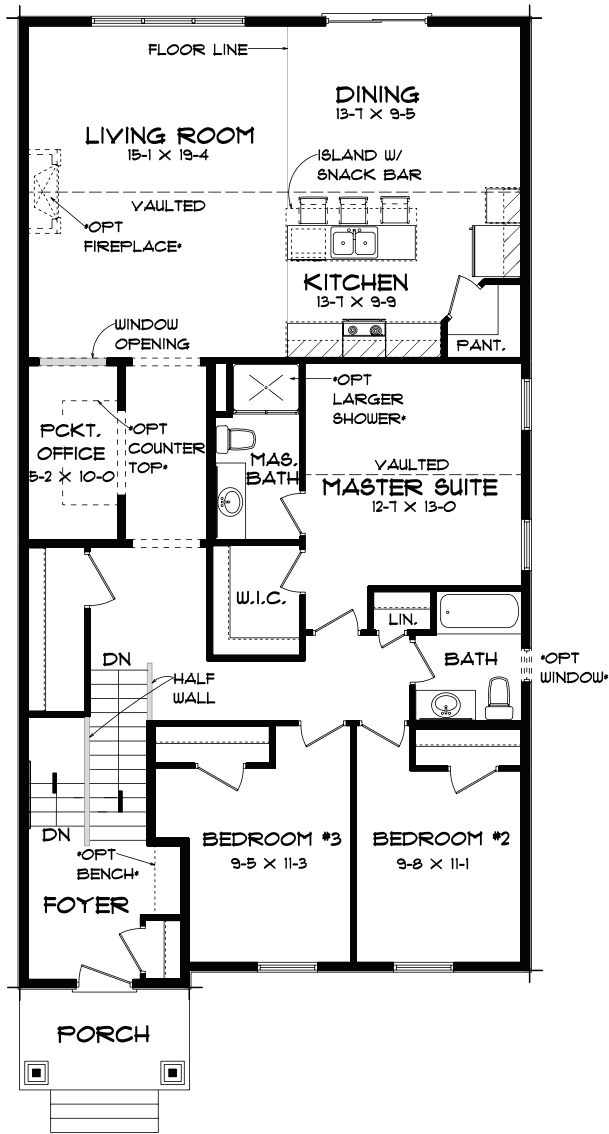 FLOOR LINE
DINING
13-7 X 9-5
LIVING ROOM
15-1 X 19-4
ISLAND W/
SNACK BAR
VAULTED
*OPT
FIREPLACE*
KITCHEN
13-7 X 9-9
WINDOW
OPENING
PANT.
*OPT
LARGER
SHOWER*
PCKT.
OFFICE
5-2 X 10-0
*OPT
COUNTER
TOP*
MAS.
BATH
VAULTED
MASTER SUITE
12-7 X 13-0
W.I.C.
LIN.
DN
HALF
WALL
BATH
*OPT
WINDOW*
DN
*OPT
BENCH*
BEDROOM #3
9-5 X 11-3
BEDROOM #2
9-8 X 11-1
FOYER
PORCH